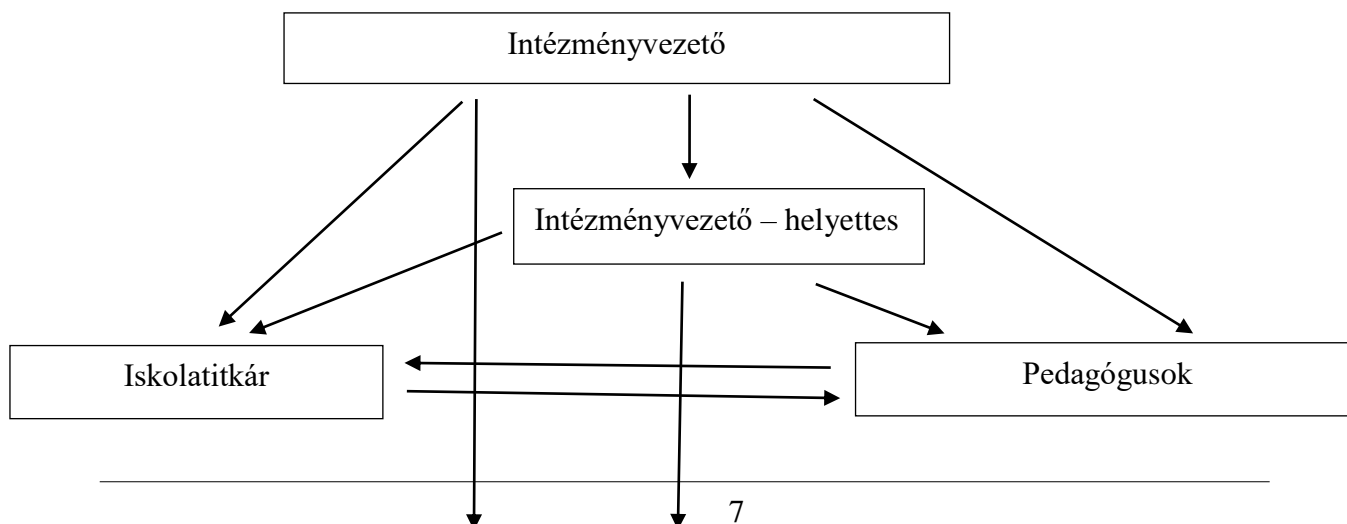 Intézményvezető
Intézményvezető – helyettes
Iskolatitkár
Pedagógusok
7